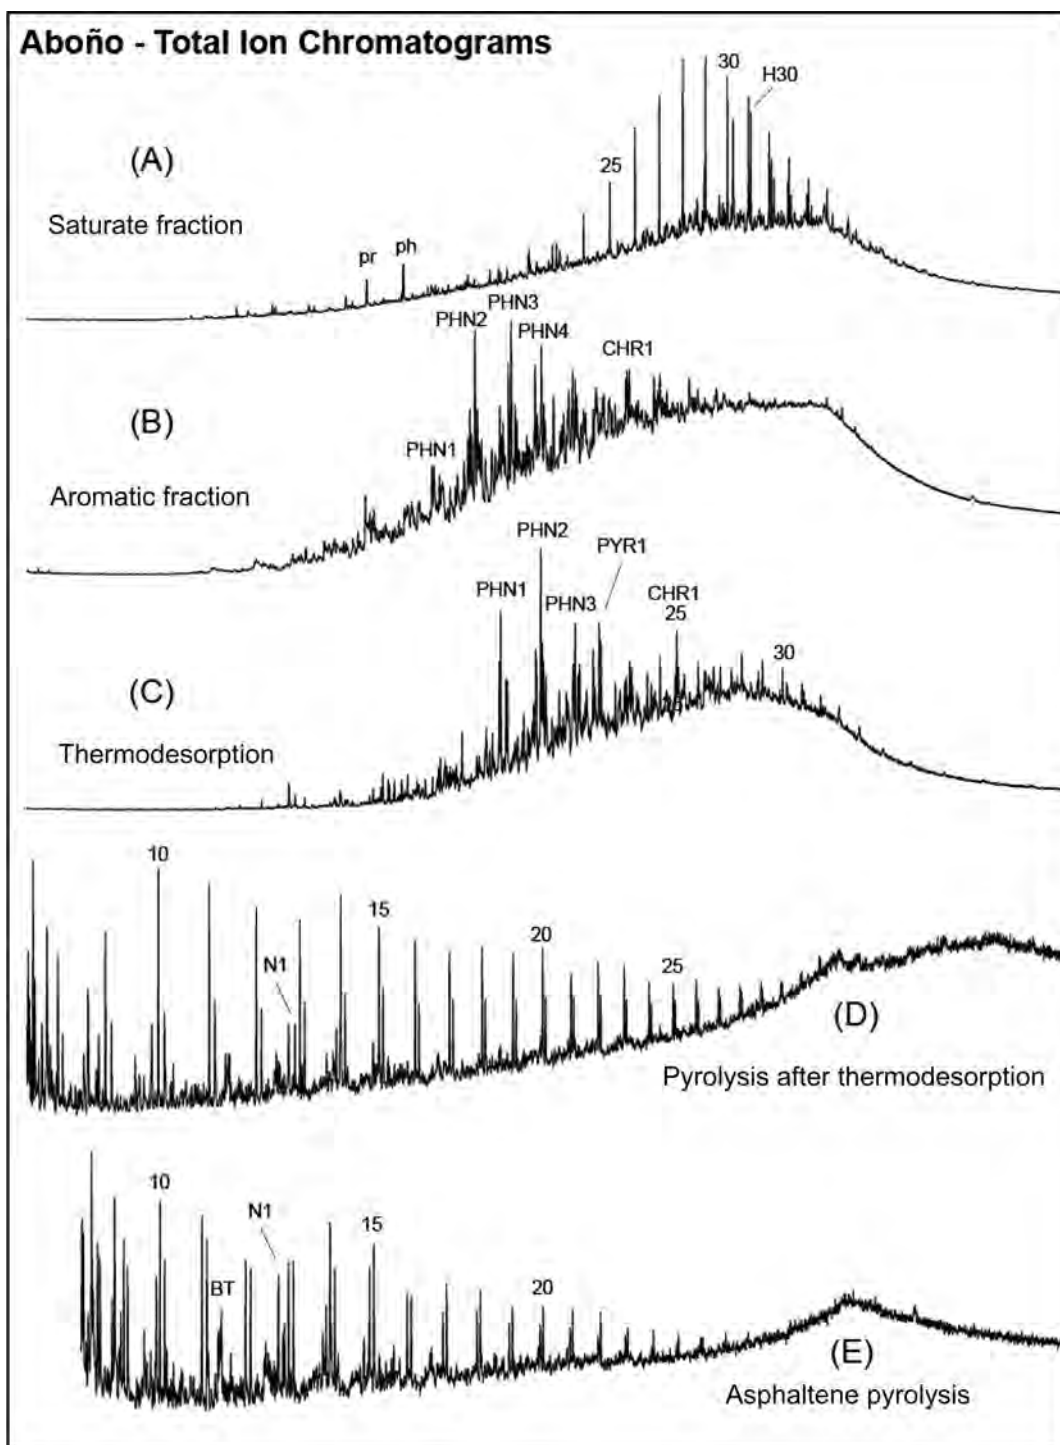 Aboño - Total Ion Chromatograms
30
H30
(A)
25
Saturate fraction
pr
ph
PHN3
PHN2
PHN4
CHR1
(B)
PHN1
Aromatic fraction
PHN2
PYR1
PHN1
CHR1
PHN3
25
30
(C)
Thermodesorption
10
15
20
N1
25
(D)
Pyrolysis after thermodesorption
10
N1
15
BT
20
(E)
Asphaltene pyrolysis